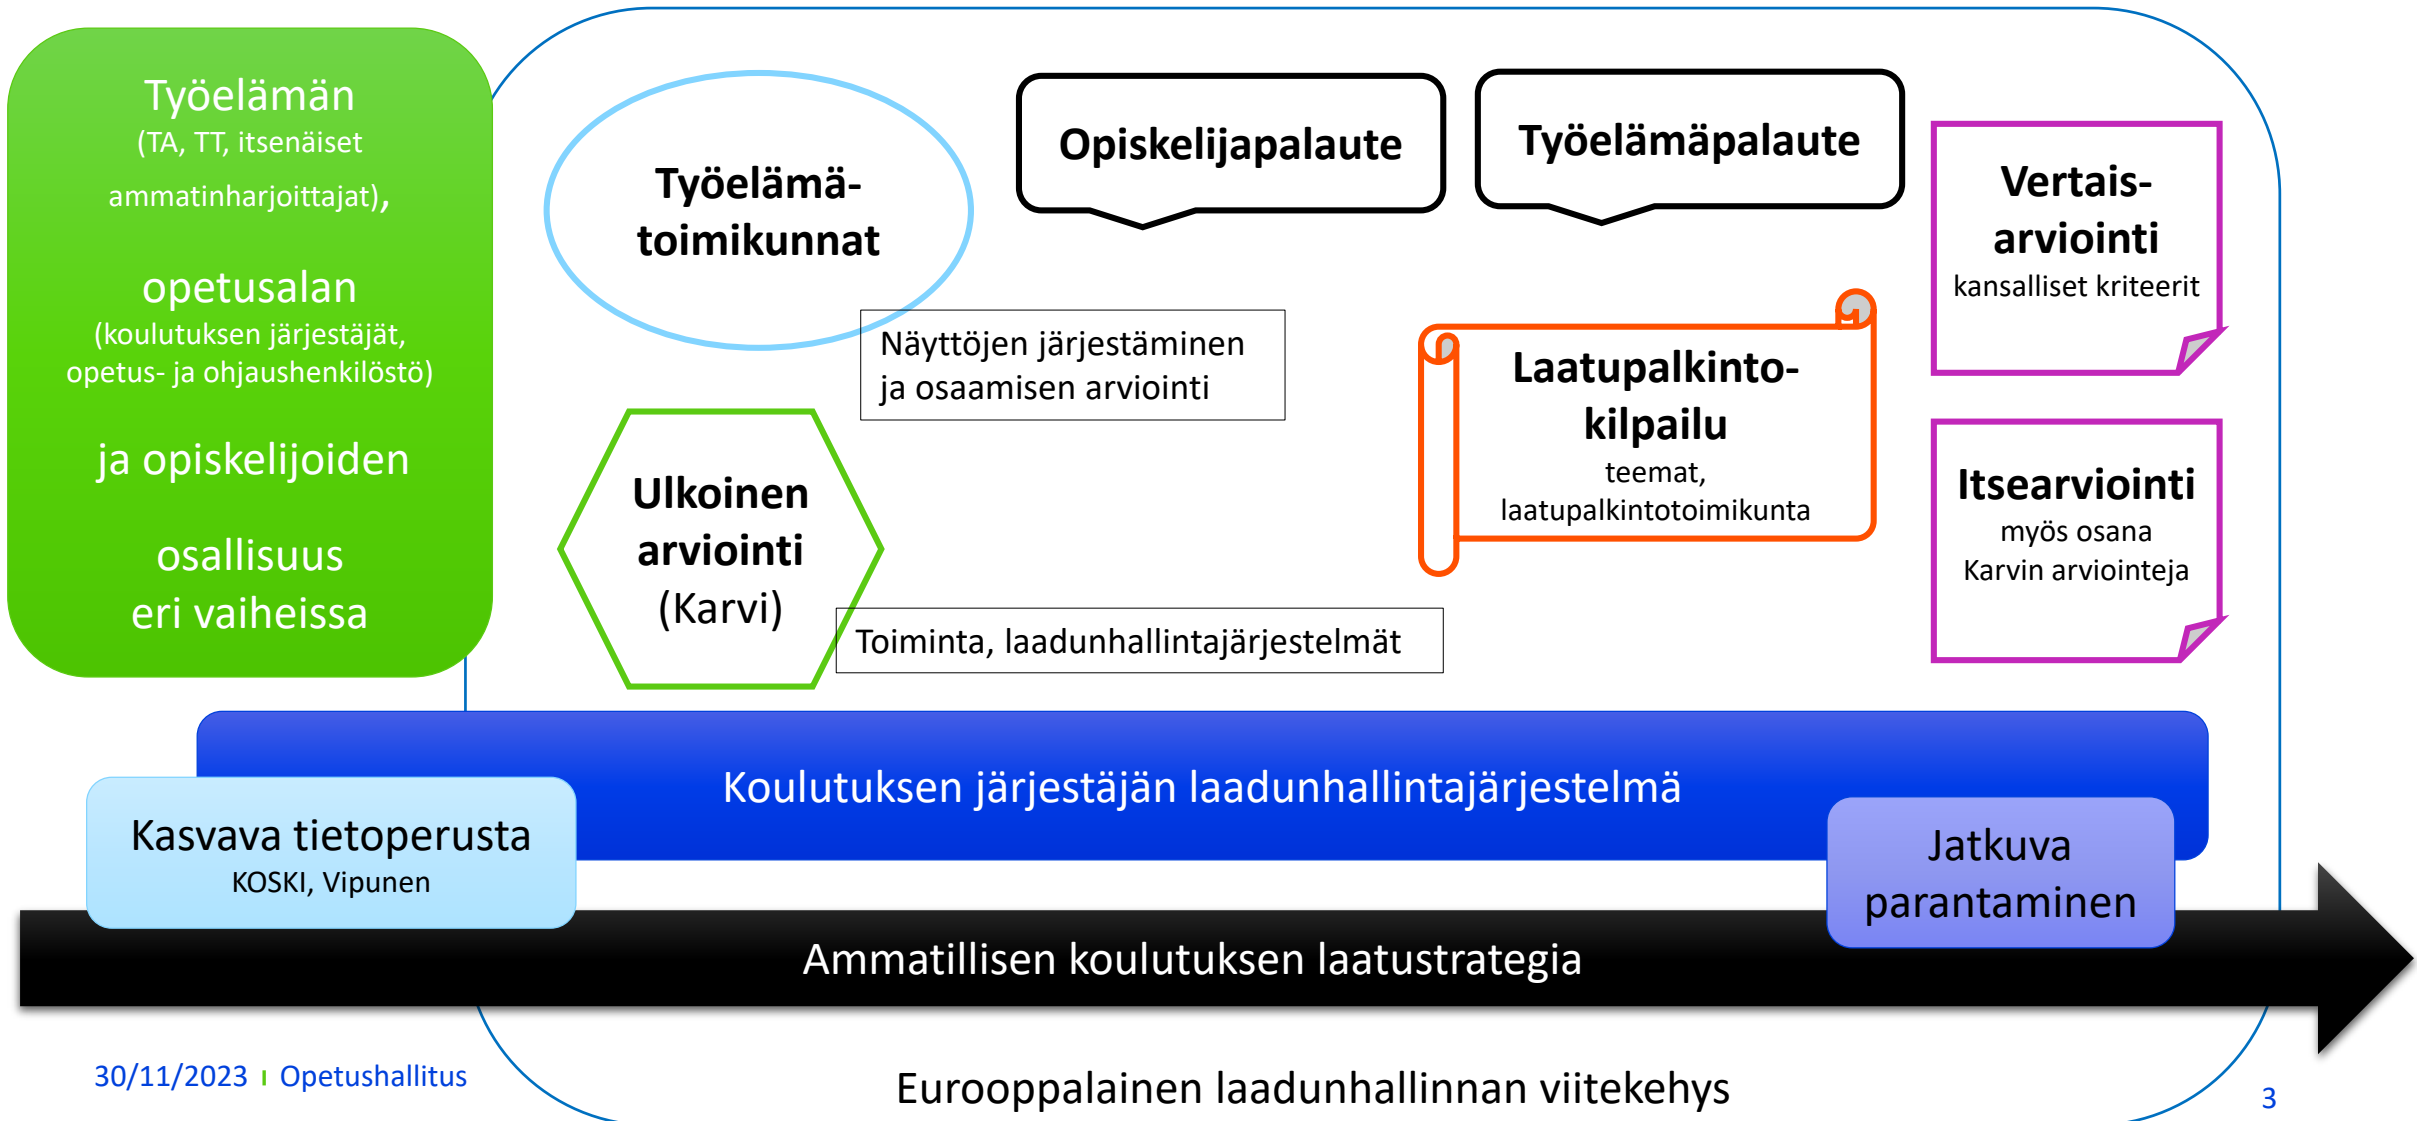 Työelämän
(TA, TT, itsenäiset
ammatinharjoittajat),
opetusalan
(koulutuksen järjestäjät,
opetus- ja ohjaushenkilöstö)
ja opiskelijoiden
osallisuus
eri vaiheissa
Työelämä-
toimikunnat
Opiskelijapalaute
Työelämäpalaute
Vertais-
arviointi
kansalliset kriteerit
Näyttöjen järjestäminen
ja osaamisen arviointi
Laatupalkinto-
kilpailu
teemat,
laatupalkintotoimikunta
Ulkoinen
arviointi
(Karvi)
Itsearviointi
myös osana
Karvin arviointeja
Toiminta, laadunhallintajärjestelmät
Koulutuksen järjestäjän laadunhallintajärjestelmä
Kasvava tietoperusta
KOSKI, Vipunen
Jatkuva
parantaminen
Ammatillisen koulutuksen laatustrategia
30/11/2023 ı Opetushallitus
Eurooppalainen laadunhallinnan viitekehys
3